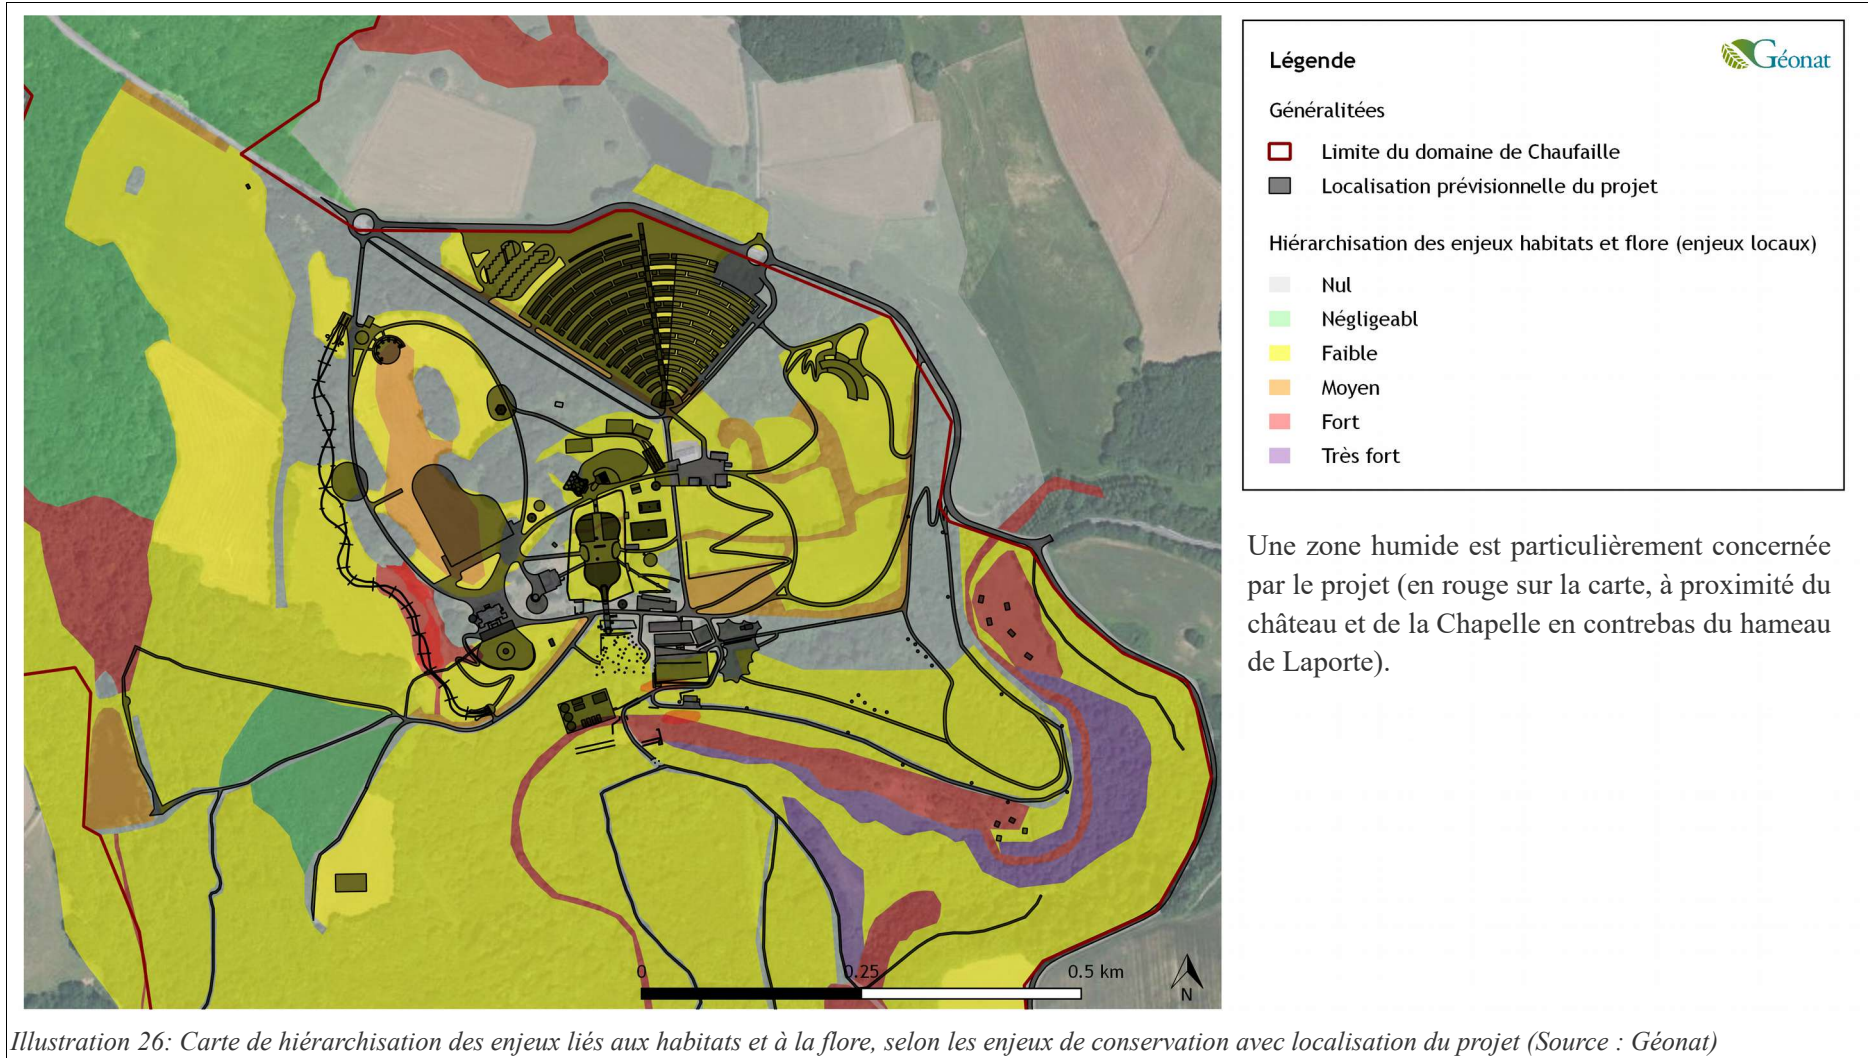 Légende
Géonat
Généralitées
Limite du domaine de Chaufaille
Localisation prévisionnelle du projet
Hiérarchisation des enjeux habitats et flore (enjeux locaux)
Nul
Négligeabl
Faible
Moyen
Fort
Très fort
Une zone humide est particulièrement concernée
par le projet (en rouge sur la carte, à proximité du
château et de la Chapelle en contrebas du hameau
de Laporte).
0 0.25 0.5 km
N
Illustration 26: Carte de hiérarchisation des enjeux liés aux habitats et à la flore, selon les enjeux de conservation avec localisation du projet (Source : Géonat)